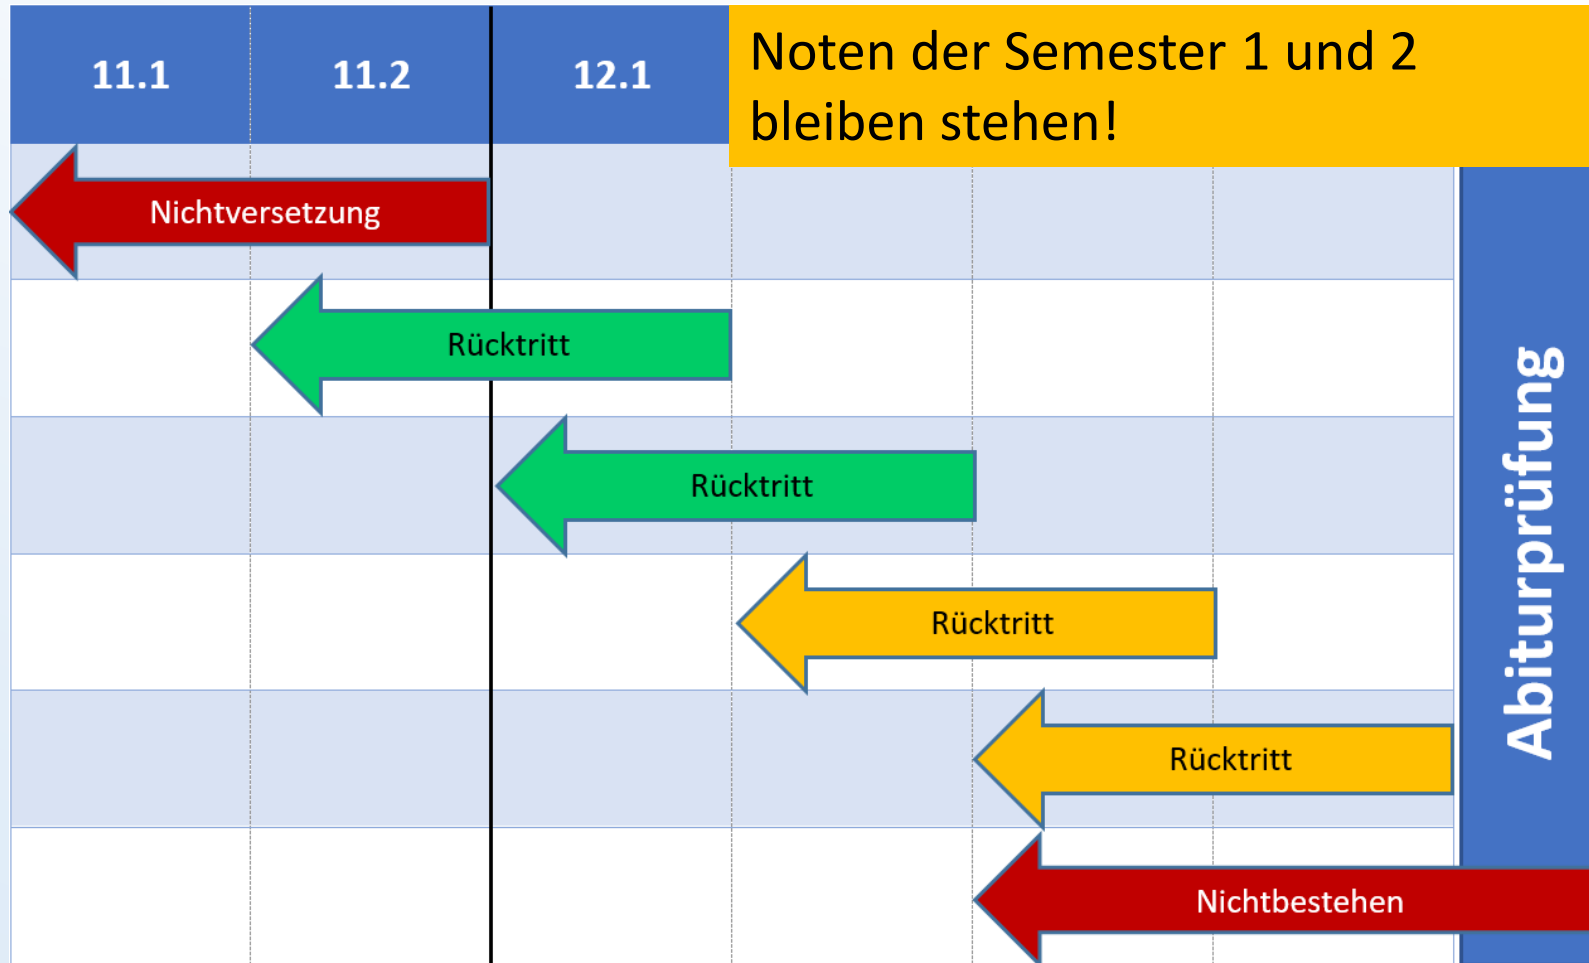 11.1 11.2 12.1
Noten der Semester 1 und 2
bleiben stehen!
Nichtversetzung
Rücktritt
Rücktritt
Rücktritt
Rücktritt
Nichtbestehen
Abiturprüfung